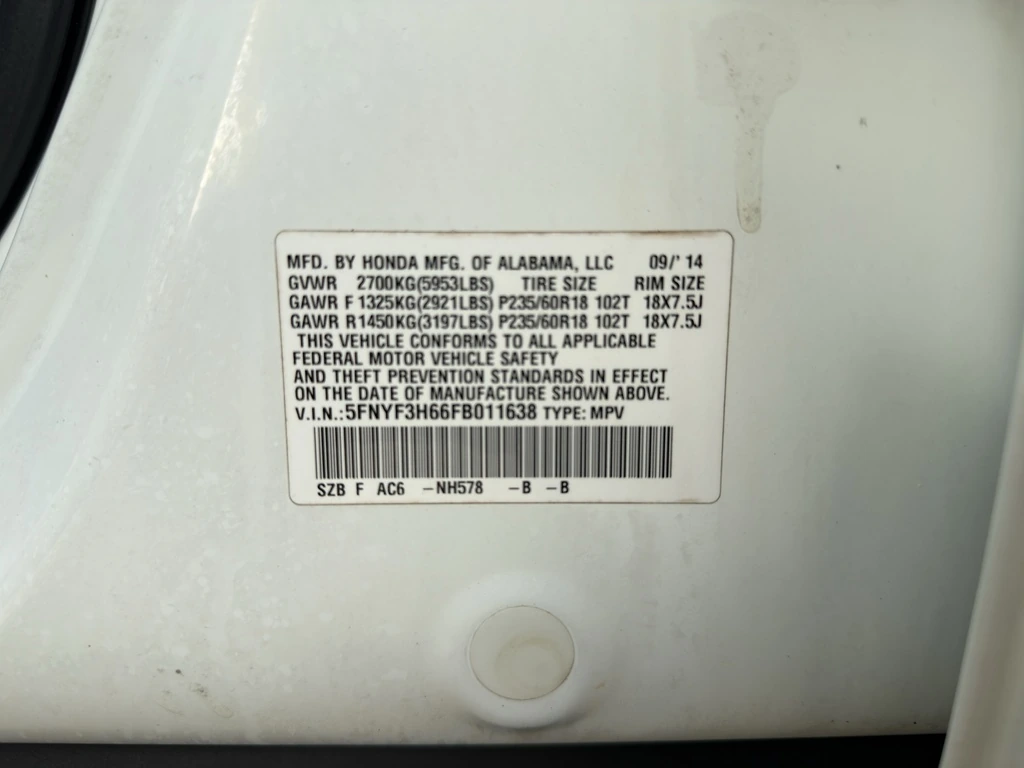 MFD. BY HONDA MFG. OF ALABAMA, LLC 09/'14
GVWR 2700KG(5953LBS) TIRE SIZE RIM SIZE
GAWR F 1325KG(2921LBS) P235/60R18 102T 18X7.5J
GAWR R1450KG(3197LBS) P235/60R18 102T 18X7.5J
THIS VEHICLE CONFORMS TO ALL APPLICABLE
FEDERAL MOTOR VEHICLE SAFETY
AND THEFT PREVENTION STANDARDS IN EFFECT
ON THE DATE OF MANUFACTURE SHOWN ABOVE.
V.I.N.:5FNYF3H66FB011638 TYPE: MPV
SZB F AC6 -NH578 -B -B